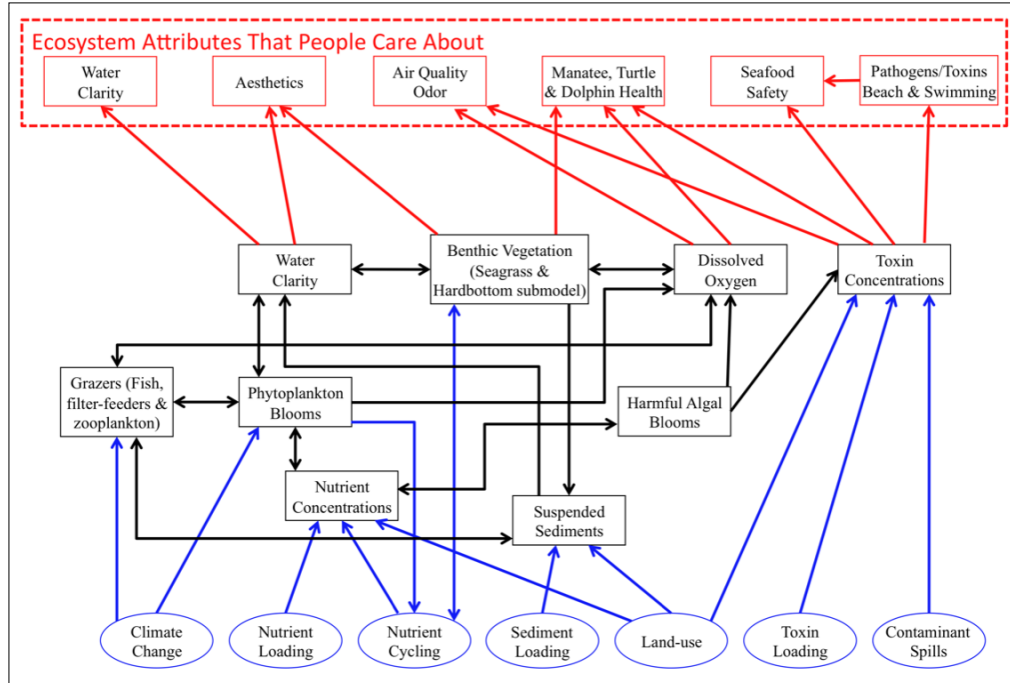 Ecosystem Attributes That People Care About
Water
Clarity
Aesthetics
Air Quality
Odor
Manatee, Turtle
& Dolphin Health
Seafood
Safety
Pathogens/Toxins
Beach & Swimming
Water
Clarity
Benthic Vegetation
(Seagrass &
Hardbottom submodel)
Dissolved
Oxygen
Toxin
Concentrations
Grazers (Fish,
filter-feeders &
zooplankton)
Phytoplankton
Blooms
Harmful Algal
Blooms
Nutrient
Concentrations
Suspended
Sediments
Climate
Change
Nutrient
Loading
Nutrient
Cycling
Sediment
Loading
Land-use
Toxin
Loading
Contaminant
Spills